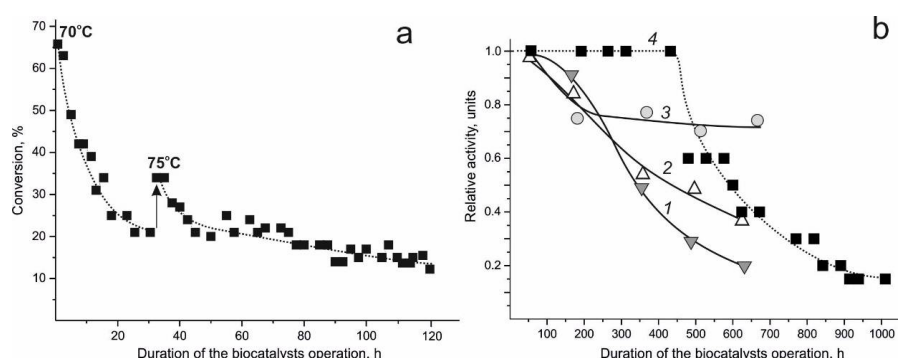 a
70°C
75°C
70
60
50
40
30
20
10
Conversion, %
20 40 60 80 100 120
Duration of the biocatalysts operation, h
b
4
3
2
1
1.0
0.8
0.6
0.4
0.2
Relative activity, units
100 200 312 400 500 600 700 800 900 1000
Duration of the biocatalysts operation, h